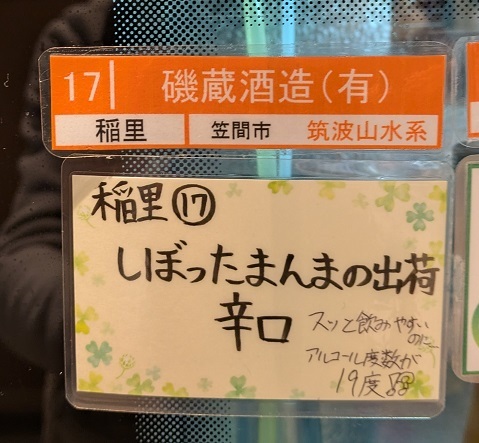 17 磯蔵酒造(有)
稲里 笠間市 筑波山水系
稲里⑰
しぼったまんまの出荷
辛口
スッと飲みやすい
のに
アルコール度数が
19度